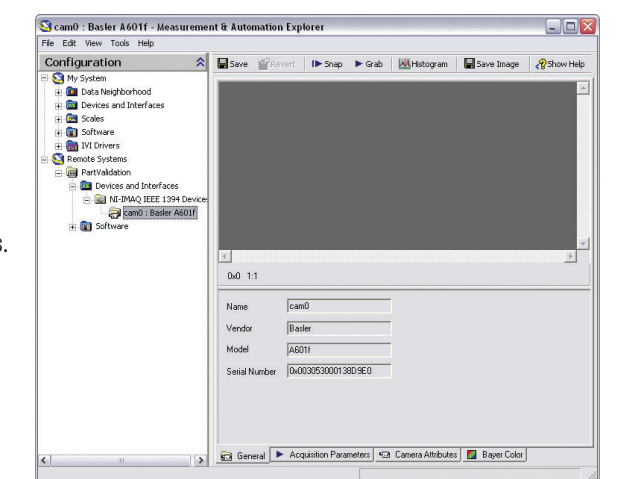 cam0 : Basler A601f - Measurement & Automation Explorer
File Edit View Tools Help
Configuration
Save Revert Snap Grab Histogram Save Image Show Help
My System
Data Neighborhood
Devices and Interfaces
Scales
Software
IVI Drivers
Remote Systems
PartValidation
Devices and Interfaces
NI-IMAQ IEEE 1394 Device
cam0 : Basler A601f
Software
s.
0x0 1:1
Name cam0
Vendor Basler
Model A601f
Serial Number 0x003053000138D9E0
General Acquisition Parameters Camera Attributes Bayer Color